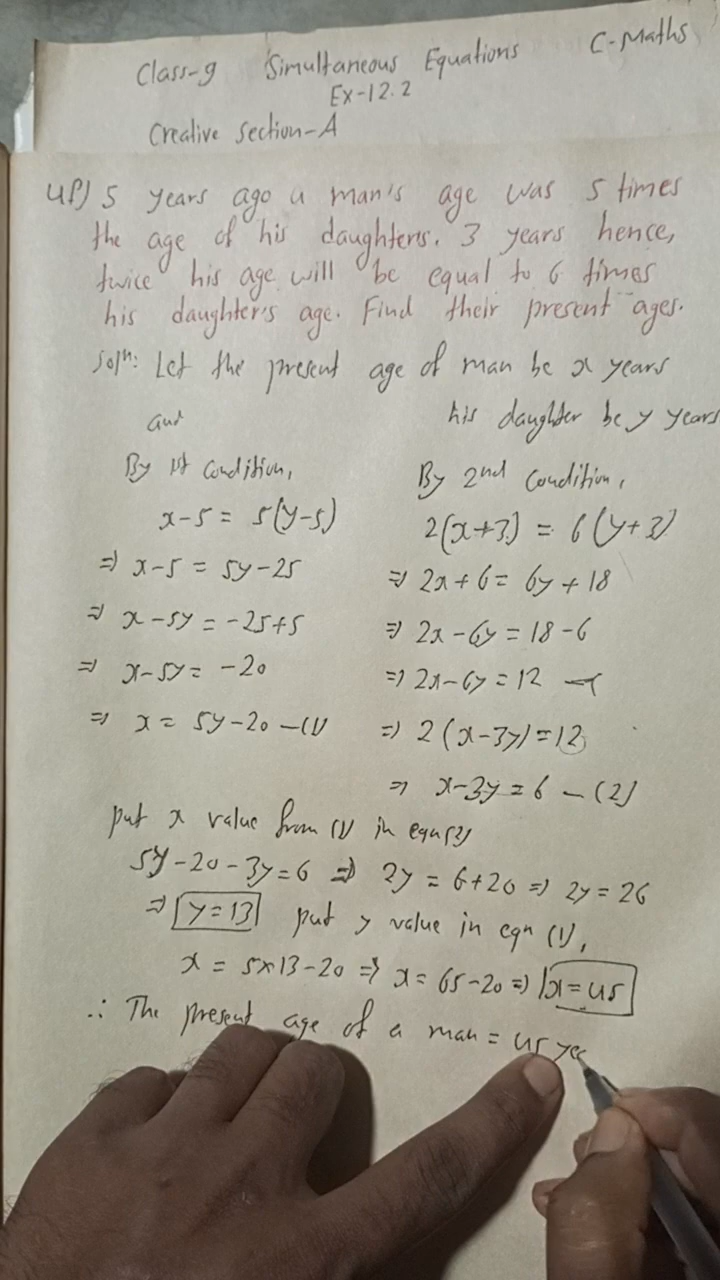 Class-9 Simultaneous Equations C-Maths
Ex-12.2
Creative Section-A
4f) 5 years ago a man's age was 5 times
the age of his daughters. 3 years hence,
twice his age will be equal to 6 times
his daughter's age. Find their present ages.
Solⁿ: Let the present age of man be x years
and his daughter be y years
By 1st Condition,
x-5 = 5(y-5)
⇒ x-5 = 5y-25
⇒ x-5y = -25+5
⇒ x-5y = -20
⇒ x = 5y-20 -(1)
By 2nd Condition,
2(x+3) = 6(y+3)
⇒ 2x+6 = 6y+18
⇒ 2x-6y = 18-6
⇒ 2x-6y = 12
⇒ 2(x-3y) = 12
⇒ x-3y = 6 -(2)
put x value from (1) in eqn(2)
5y-20-3y=6 ⇒ 2y = 6+20 ⇒ 2y = 26
⇒ y=13 put y value in eqn (1),
x = 5×13-20 ⇒ x = 65-20 ⇒ x=45
∴ The present age of a man = 45 yea